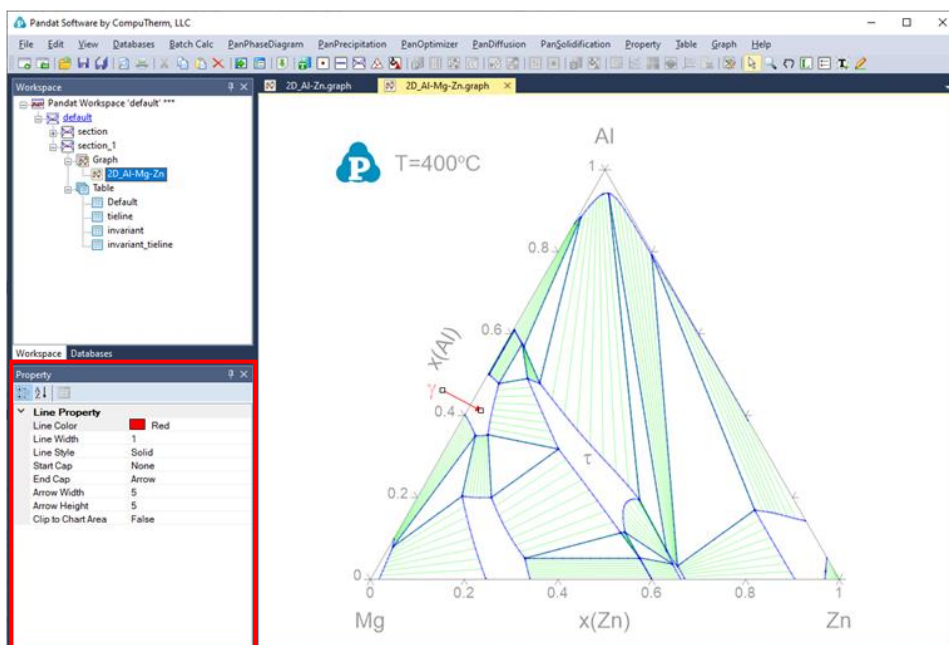 Pandat Software by CompuTherm, LLC
File Edit View Databases Batch Calc PanPhaseDiagram PanPrecipitation PanOptimizer PanDiffusion PanSolidification Property Table Graph Help
Workspace
2D_Al-Zn.graph
2D_Al-Mg-Zn.graph
Pandat Workspace 'default' ***
default
section
section_1
Graph
2D_Al-Mg-Zn
Table
Default
tieline
invariant
invariant_tieline
Workspace Databases
Property
Line Property
Line Color Red
Line Width 1
Line Style Solid
Start Cap None
End Cap Arrow
Arrow Width 5
Arrow Height 5
Clip to Chart Area False
P T=400°C
Al
1
0.8
0.6
x(Al)
γ
0.4
τ
0.2
0
0 0.2 0.4 0.6 0.8 1
Mg x(Zn) Zn